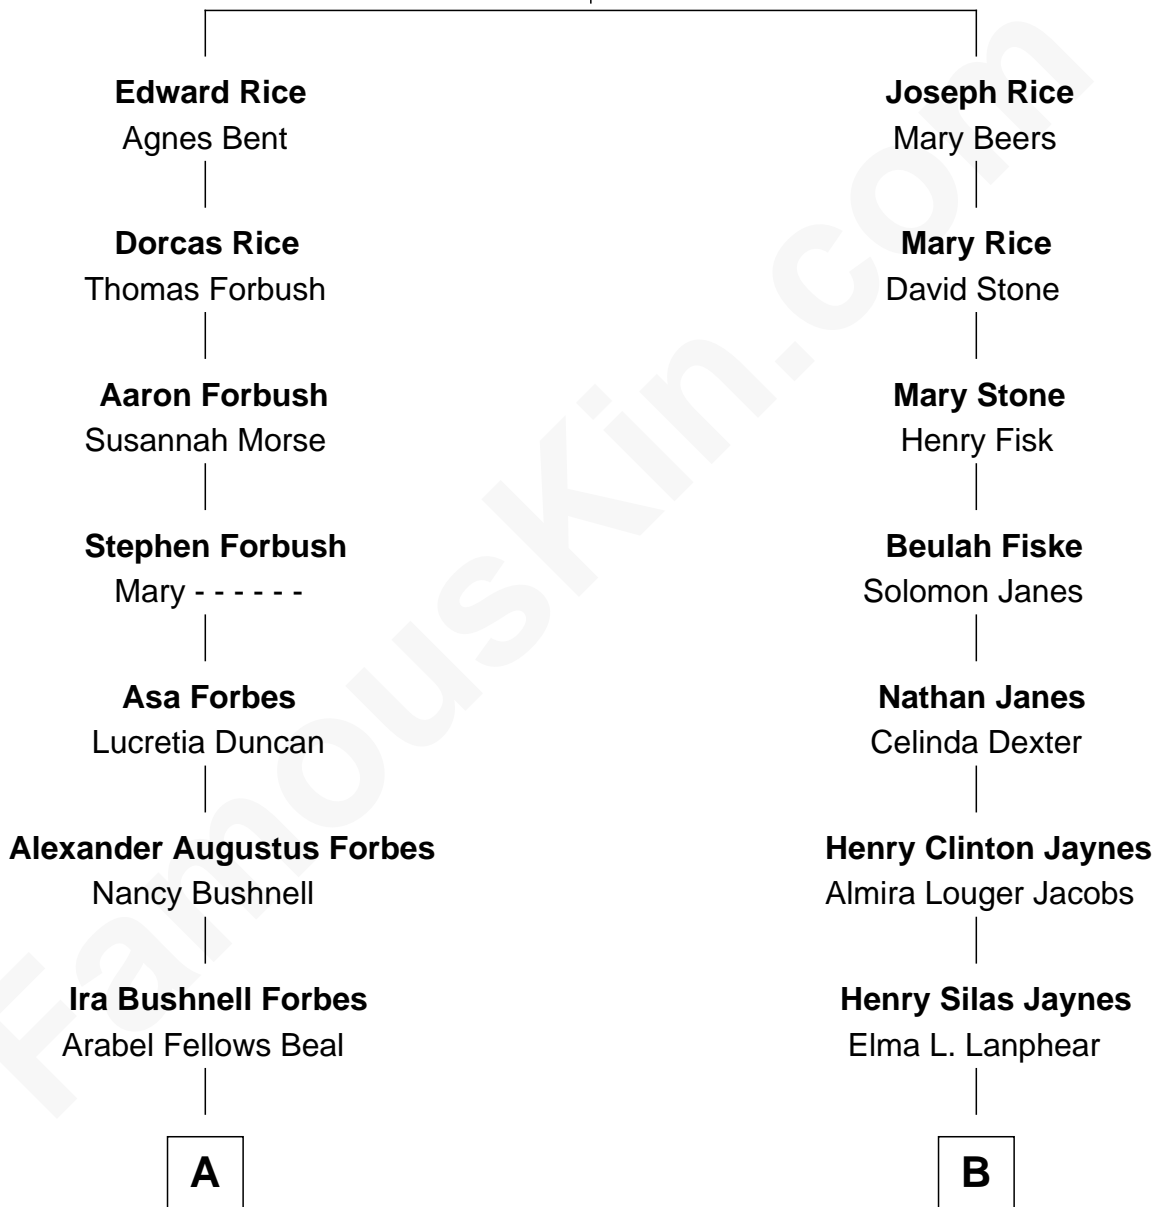 Edward Rice
Agnes Bent
Joseph Rice
Mary Beers
Dorcas Rice
Thomas Forbush
Mary Rice
David Stone
Aaron Forbush
Susannah Morse
Mary Stone
Henry Fisk
Stephen Forbush
Mary - - - - - -
Beulah Fiske
Solomon Janes
Asa Forbes
Lucretia Duncan
Nathan Janes
Celinda Dexter
Alexander Augustus Forbes
Nancy Bushnell
Henry Clinton Jaynes
Almira Louger Jacobs
Ira Bushnell Forbes
Arabel Fellows Beal
Henry Silas Jaynes
Elma L. Lanphear
A
B
FamousKin.com